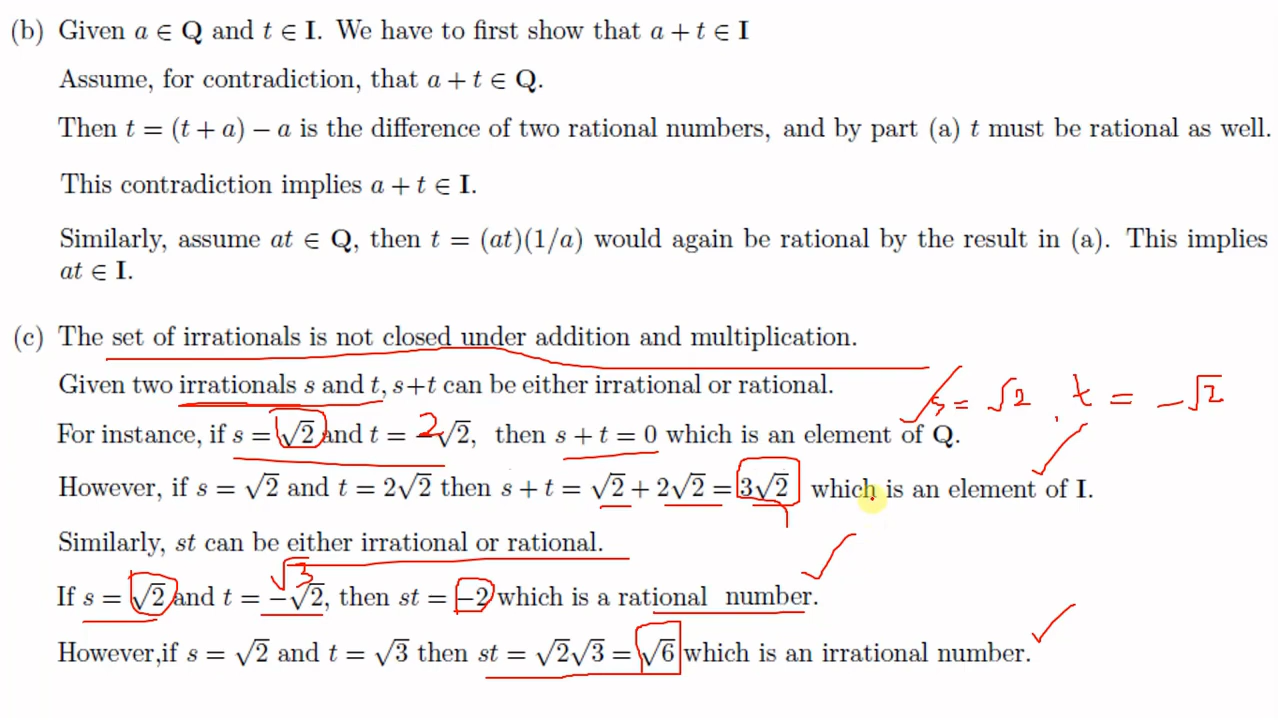 (b) Given a ∈ Q and t ∈ I. We have to first show that a + t ∈ I
Assume, for contradiction, that a + t ∈ Q.
Then t = (t + a) − a is the difference of two rational numbers, and by part (a) t must be rational as well.
This contradiction implies a + t ∈ I.
Similarly, assume at ∈ Q, then t = (at)(1/a) would again be rational by the result in (a). This implies
at ∈ I.
(c) The set of irrationals is not closed under addition and multiplication.
Given two irrationals s and t, s+t can be either irrational or rational.
s = √2, t = −√2
For instance, if s = √2 and t = −√2, then s + t = 0 which is an element of Q.
2
However, if s = √2 and t = 2√2 then s + t = √2 + 2√2 = 3√2 which is an element of I.
Similarly, st can be either irrational or rational.
√3
If s = √2 and t = −√2, then st = −2 which is a rational number.
However,if s = √2 and t = √3 then st = √2√3 = √6 which is an irrational number.